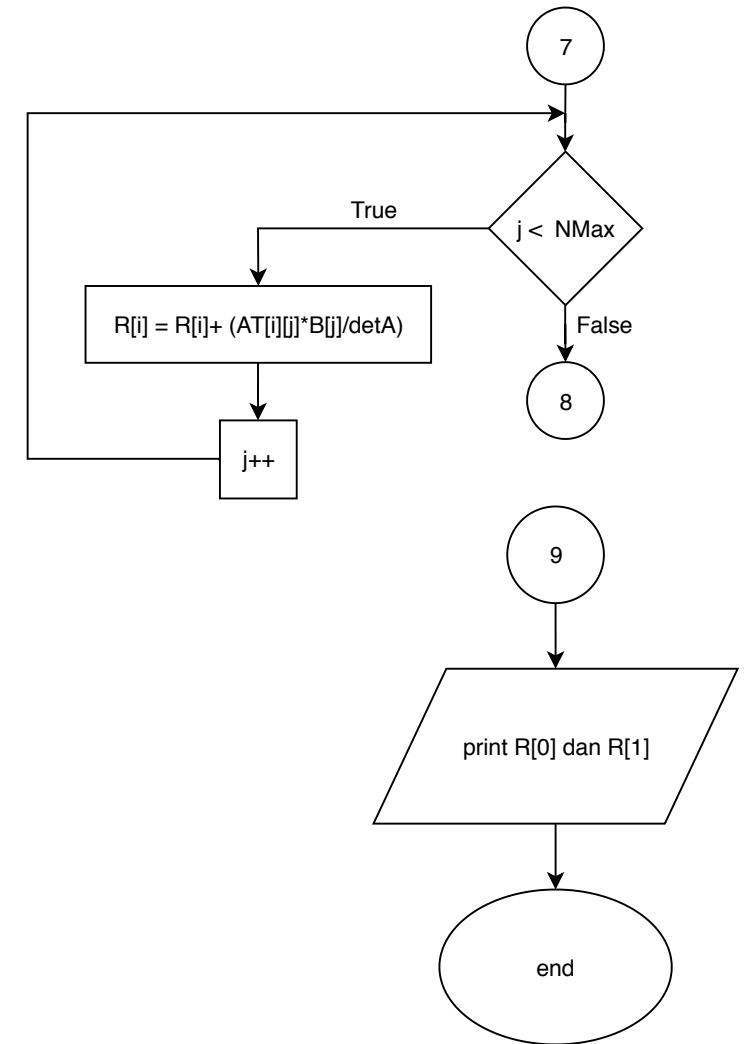 7
j < NMax
True
R[i] = R[i]+ (AT[i][j]*B[j]/detA)
False
8
j++
9
print R[0] dan R[1]
end